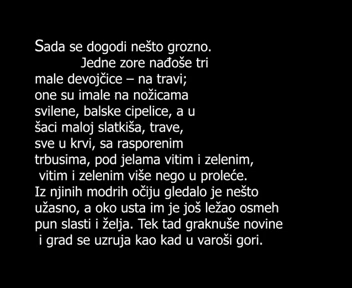 Sada se dogodi nešto grozno.
Jedne zore nađoše tri
male devojčice – na travi;
one su imale na nožicama
svilene, balske cipelice, a u
šaci maloj slatkiša, trave,
sve u krvi, sa rasporenim
trbusima, pod jelama vitim i zelenim,
vitim i zelenim više nego u proleće.
Iz njinih modrih očiju gledalo je nešto
užasno, a oko usta im je još ležao osmeh
pun slasti i želja. Tek tad graknuše novine
i grad se uzruja kao kad u varoši gori.